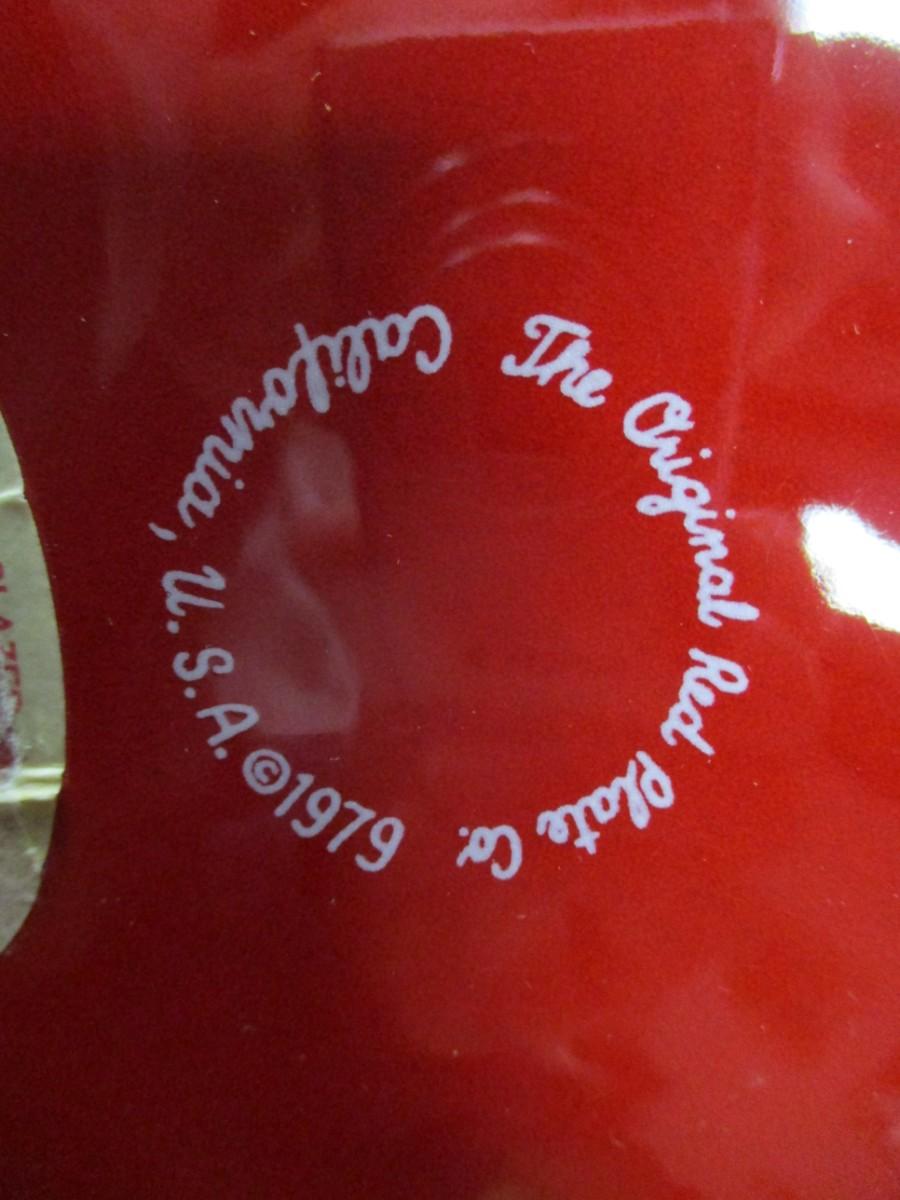 The Original Red Plate Co.
California, U.S.A. ©1979